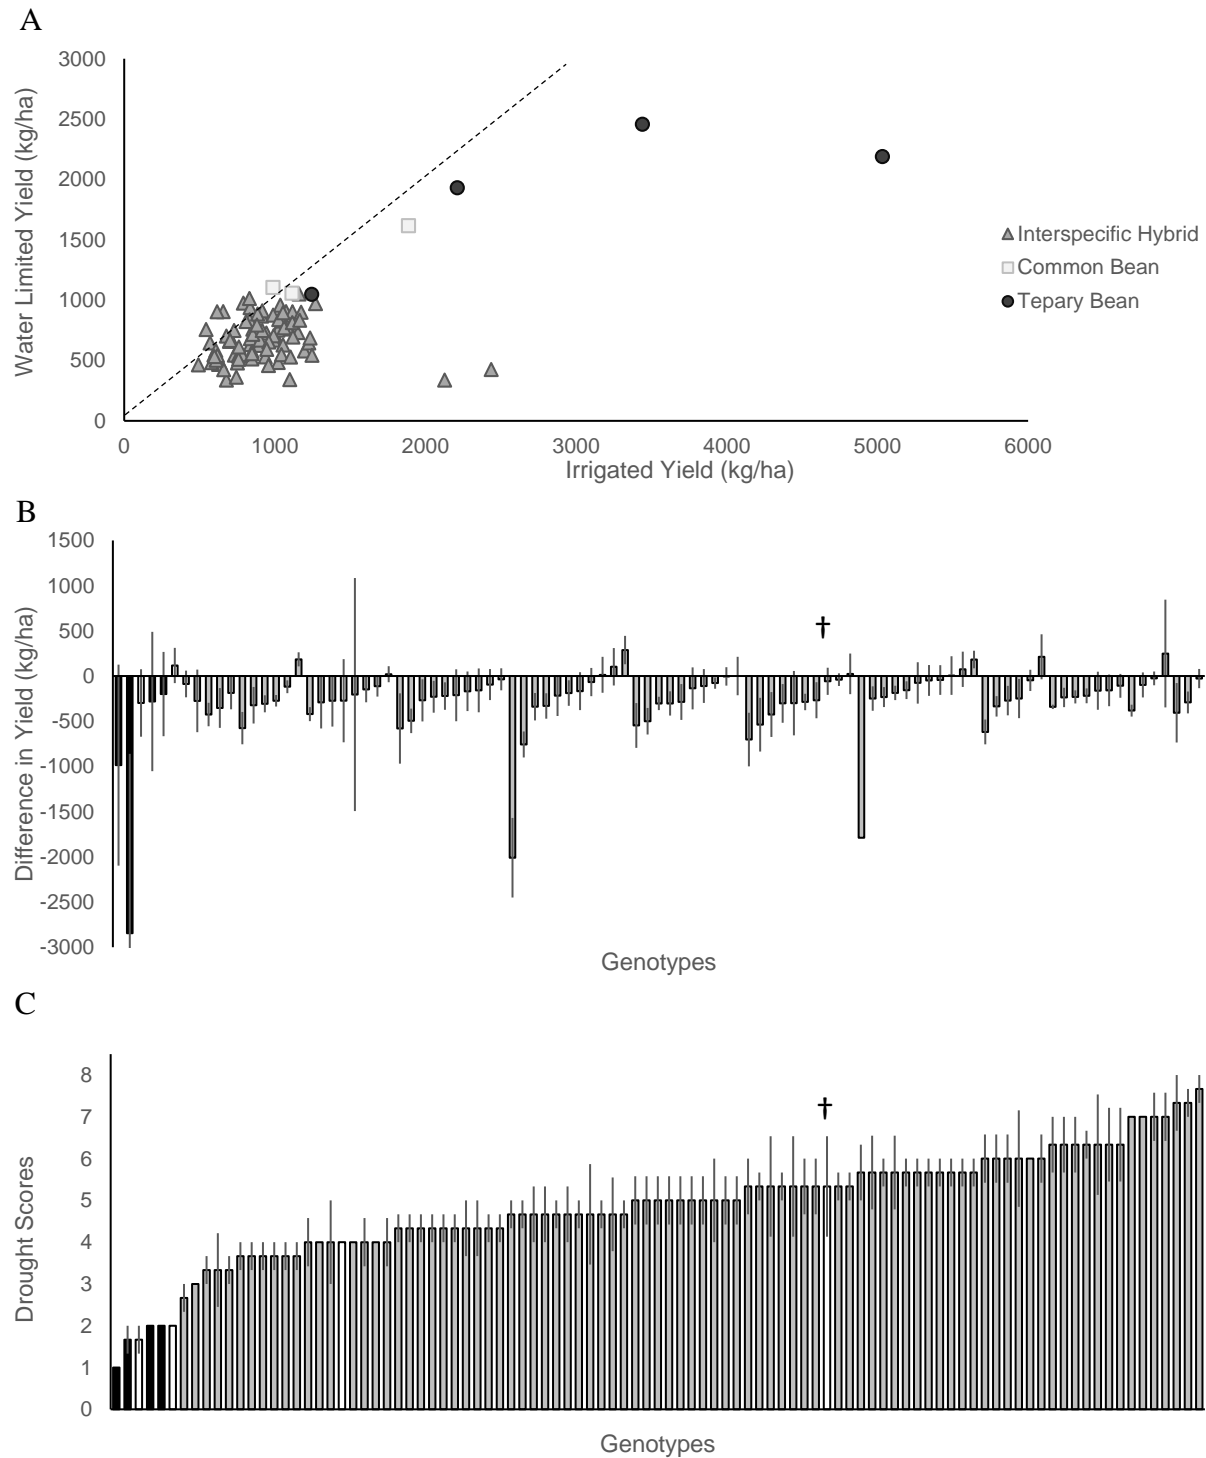 A
3000
2500
2000
1500
1000
500
0
Water Limited Yield (kg/ha)
0 1000 2000 3000 4000 5000 6000
Irrigated Yield (kg/ha)
Interspecific Hybrid
Common Bean
Tepary Bean
B
1500
1000
500
0
-500
-1000
-1500
-2000
-2500
-3000
Difference in Yield (kg/ha)
†
Genotypes
C
8
7
6
5
4
3
2
1
0
Drought Scores
†
Genotypes